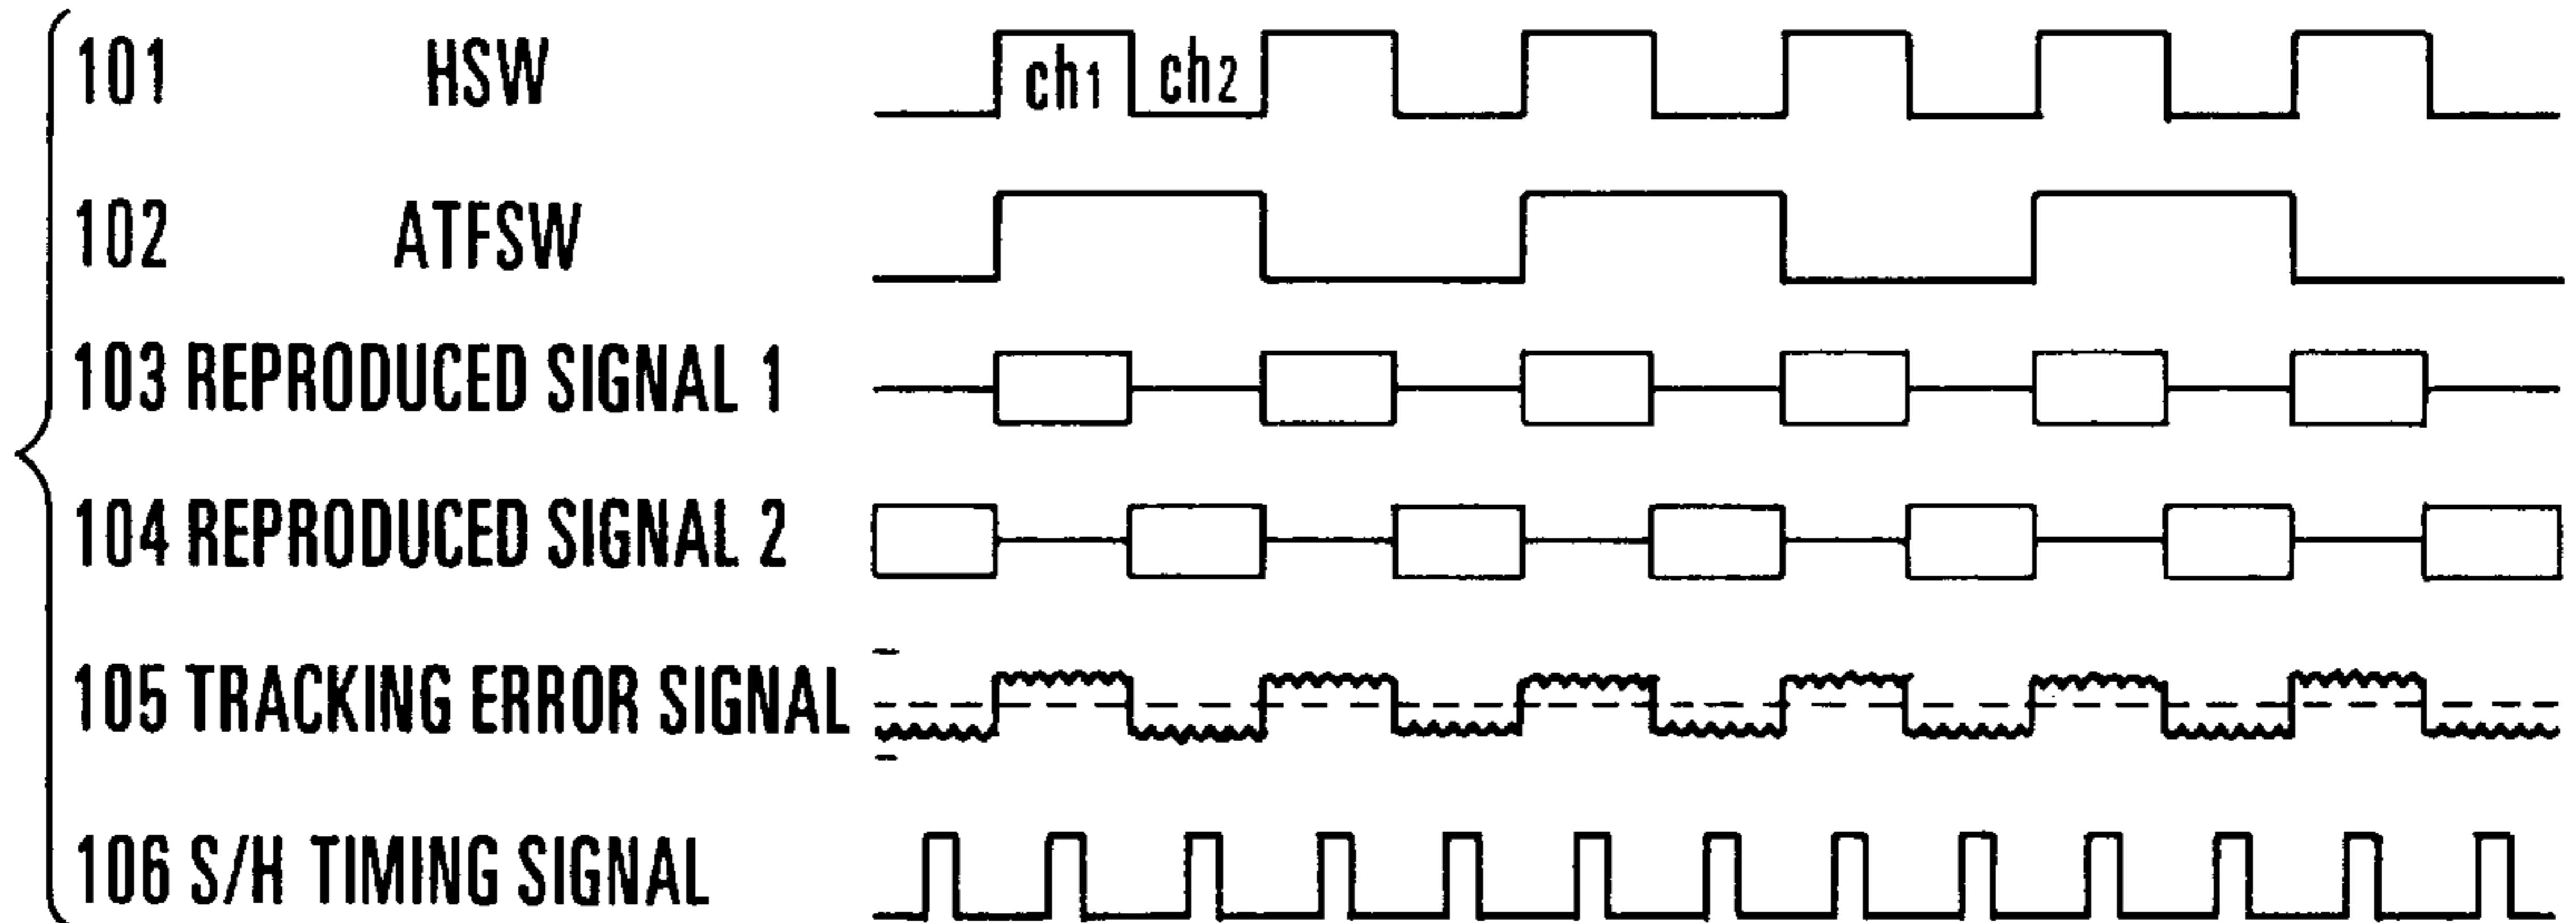 101 HSW
ch1 ch2
102 ATFSW
103 REPRODUCED SIGNAL 1
104 REPRODUCED SIGNAL 2
105 TRACKING ERROR SIGNAL
106 S/H TIMING SIGNAL